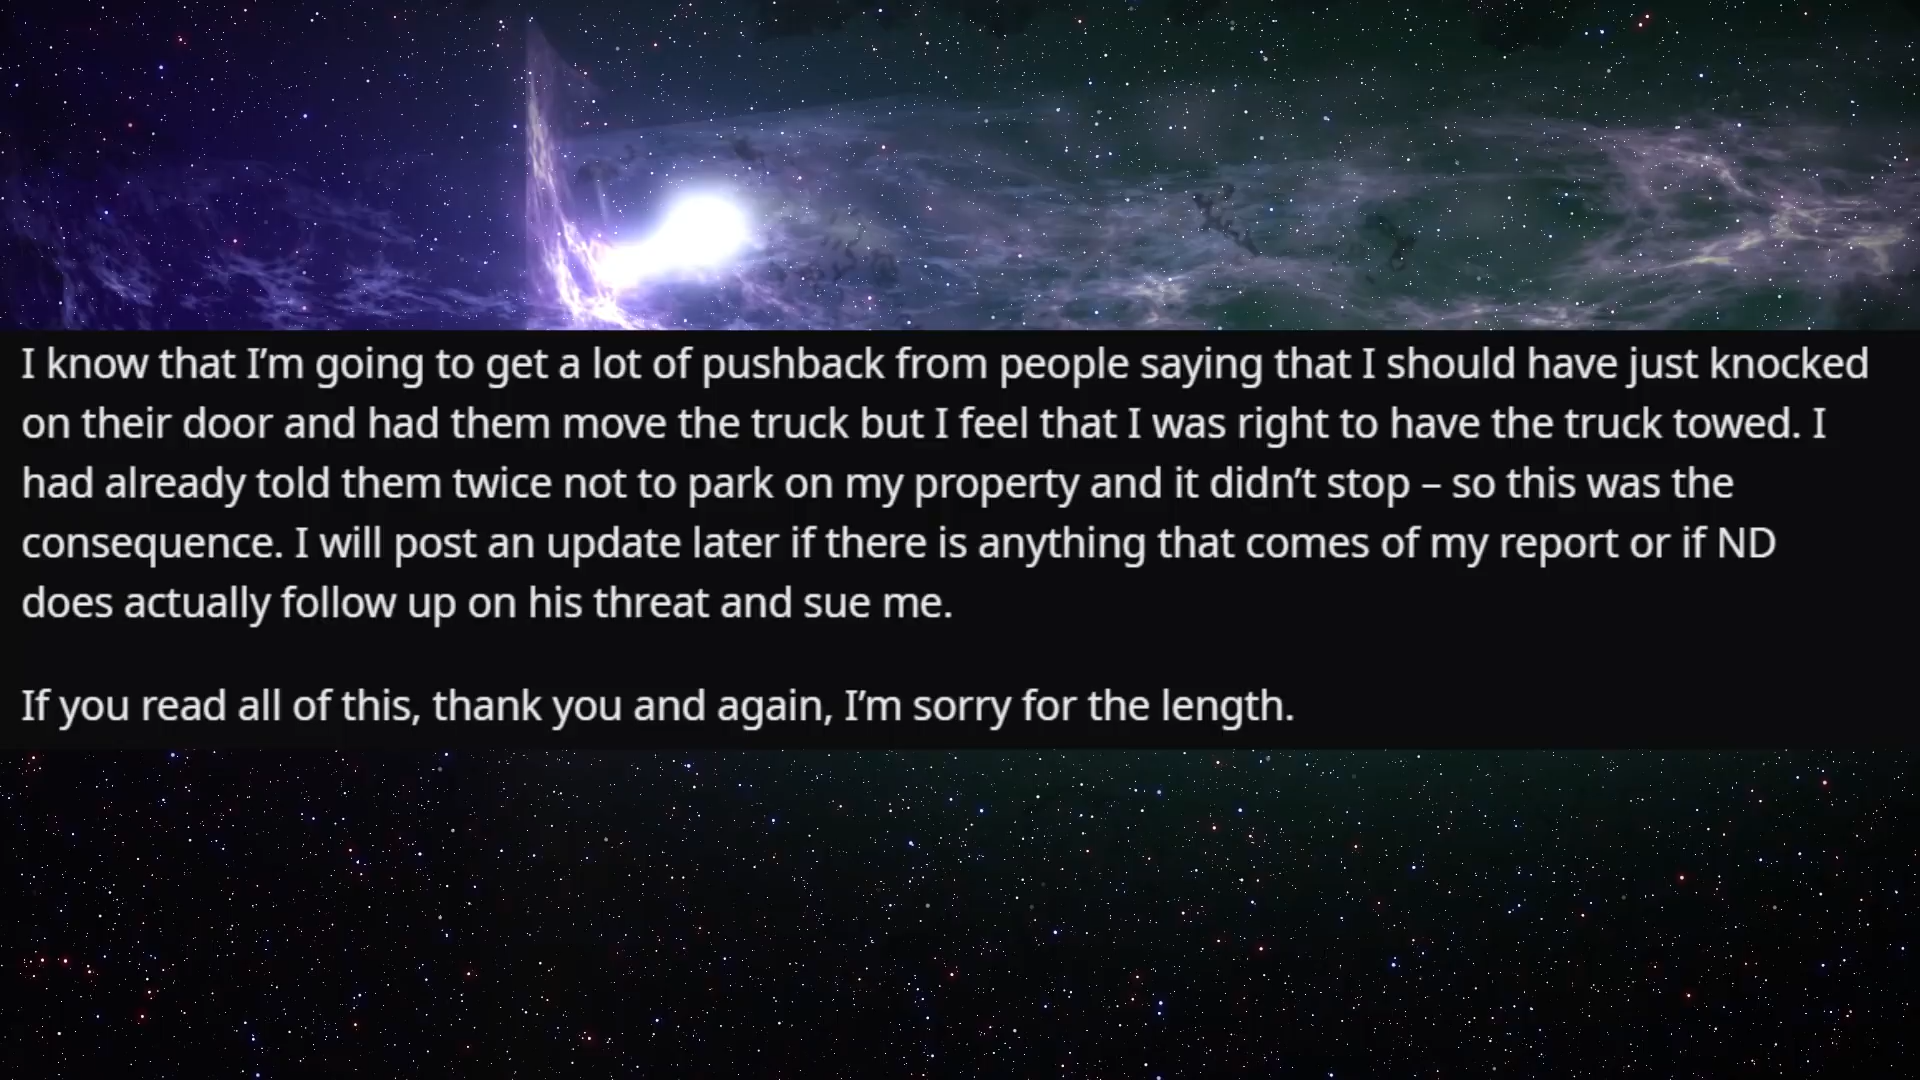 I know that I’m going to get a lot of pushback from people saying that I should have just knocked
on their door and had them move the truck but I feel that I was right to have the truck towed. I
had already told them twice not to park on my property and it didn’t stop – so this was the
consequence. I will post an update later if there is anything that comes of my report or if ND
does actually follow up on his threat and sue me.
If you read all of this, thank you and again, I’m sorry for the length.